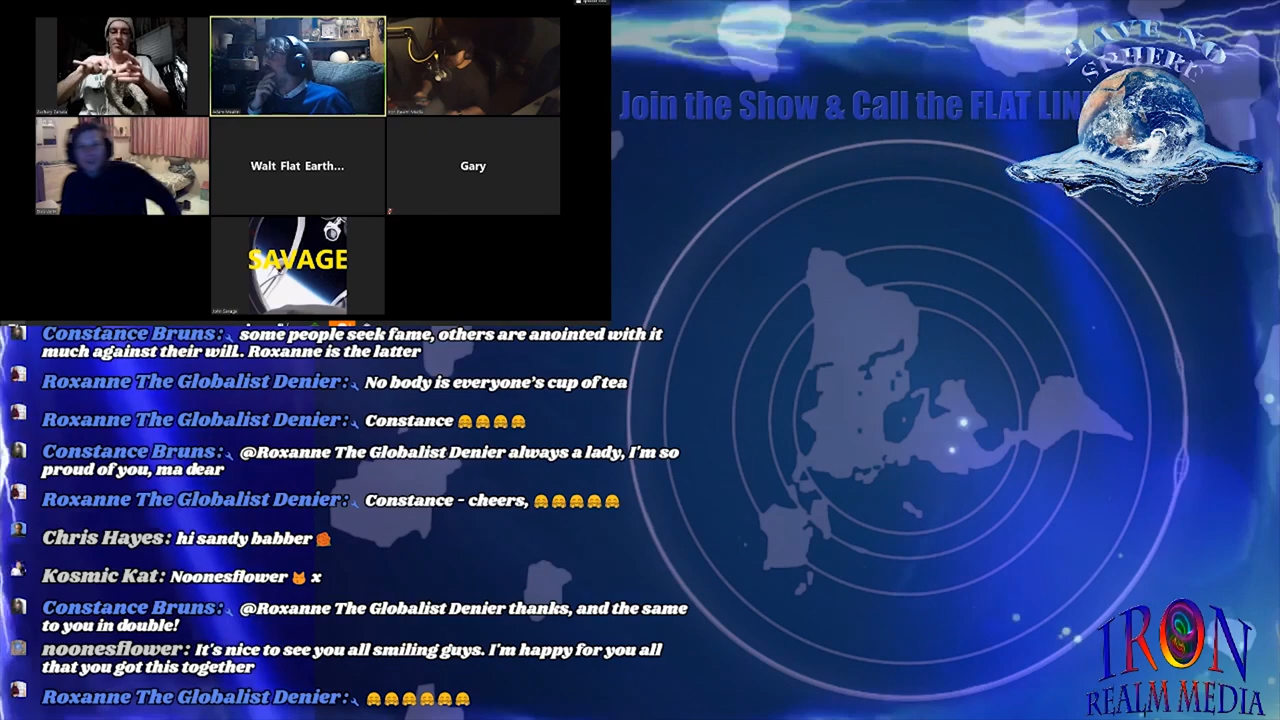 HAVE NO
SPHERE
Join the Show & Call the FLAT LIN
Walt Flat Earth...
Gary
SAVAGE
John Savage
Constance Bruns: some people seek fame, others are anointed with it
much against their will. Roxanne is the latter
Roxanne The Globalist Denier: No body is everyone's cup of tea
Roxanne The Globalist Denier: Constance 🤗🤗🤗🤗
Constance Bruns: @Roxanne The Globalist Denier always a lady, I'm so
proud of you, ma dear
Roxanne The Globalist Denier: Constance - cheers, 🤗🤗🤗🤗🤗
Chris Hayes: hi sandy babber
Kosmic Kat: Noonesflower 🐱 x
Constance Bruns: @Roxanne The Globalist Denier thanks, and the same
to you in double!
noonesflower: It's nice to see you all smiling guys. I'm happy for you all
that you got this together
Roxanne The Globalist Denier: 🤗🤗🤗🤗🤗🤗
IRON
REALM MEDIA